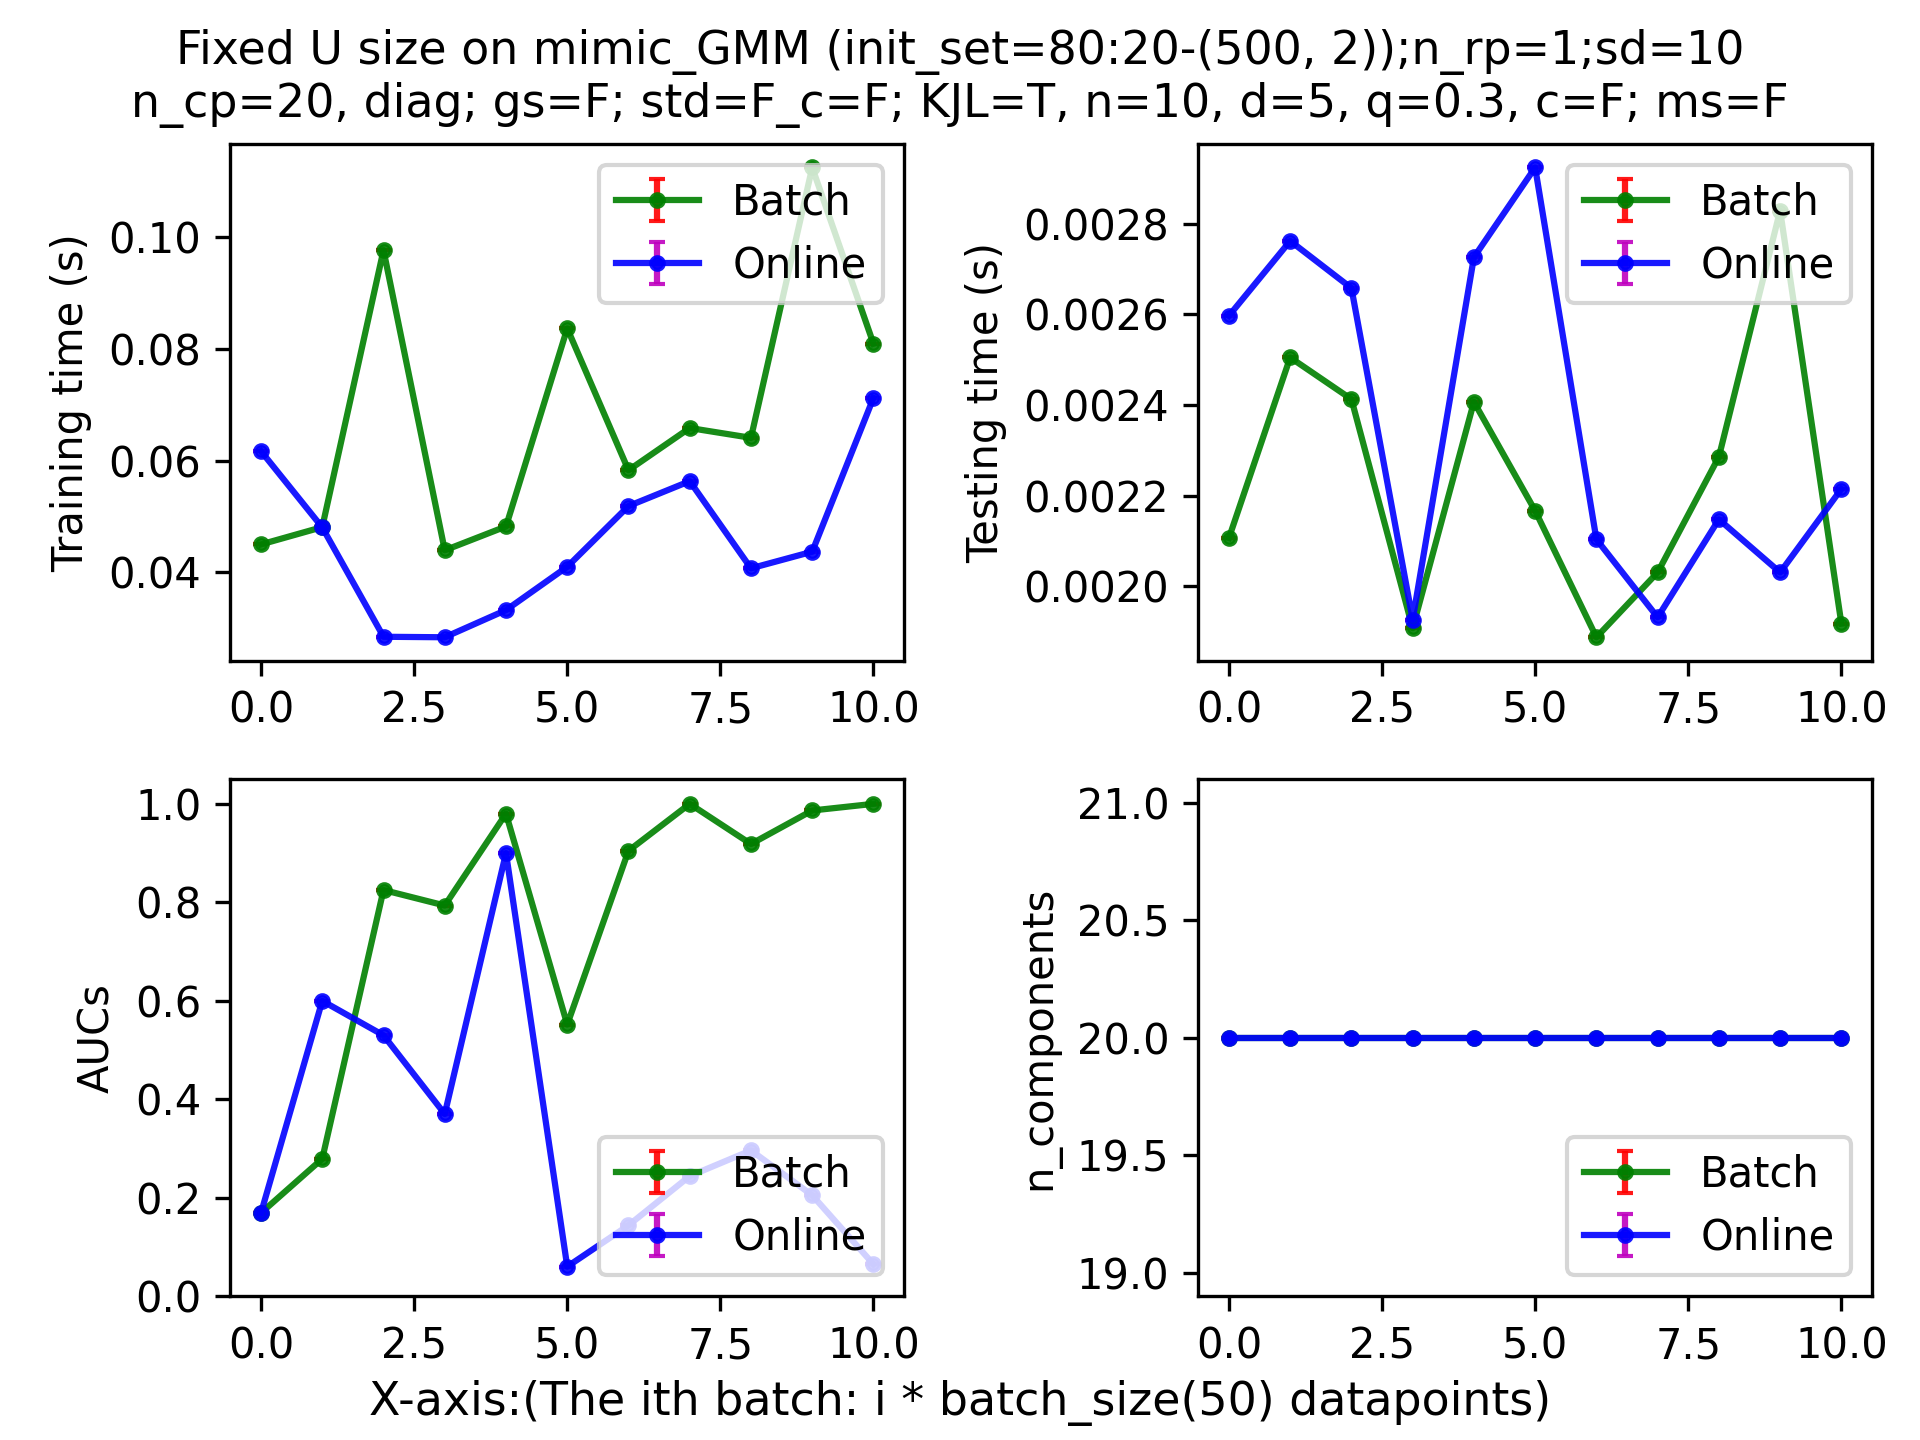 Fixed U size on mimic_GMM (init_set=80:20-(500, 2));n_rp=1;sd=10
n_cp=20, diag; gs=F; std=F_c=F; KJL=T, n=10, d=5, q=0.3, c=F; ms=F
Training time (s)
0.10
0.08
0.06
0.04
Batch
Online
0.0 2.5 5.0 7.5 10.0
Testing time (s)
0.0028
0.0026
0.0024
0.0022
0.0020
Batch
Online
0.0 2.5 5.0 7.5 10.0
AUCs
1.0
0.8
0.6
0.4
0.2
0.0
Batch
Online
0.0 2.5 5.0 7.5 10.0
n_components
21.0
20.5
20.0
19.5
19.0
Batch
Online
0.0 2.5 5.0 7.5 10.0
X-axis:(The ith batch: i * batch_size(50) datapoints)